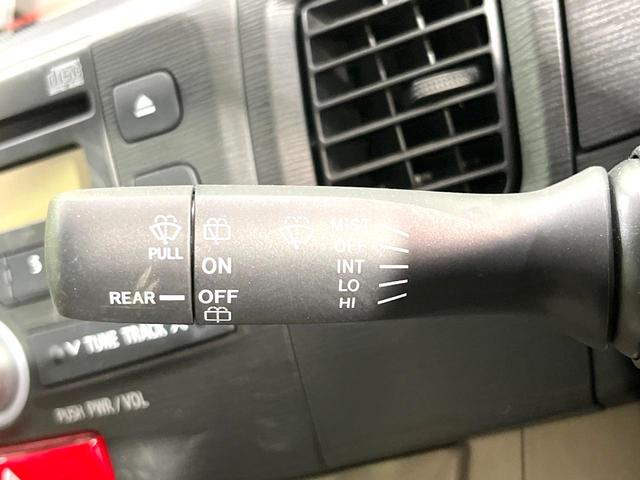 MIST
OFF
PULL
ON
INT
LO
REAR
OFF
HI
S
TUNE TRACK
PUSH PWR/VOL